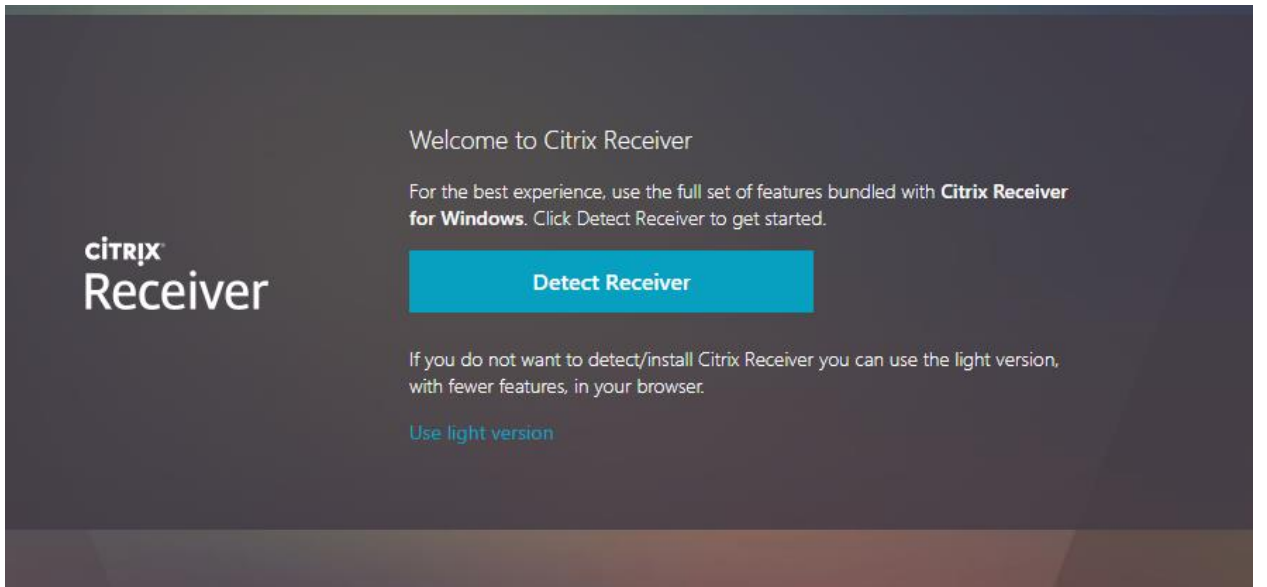 Welcome to Citrix Receiver
For the best experience, use the full set of features bundled with Citrix Receiver
for Windows. Click Detect Receiver to get started.
CİTRIX
Receiver
Detect Receiver
If you do not want to detect/install Citrix Receiver you can use the light version,
with fewer features, in your browser.
Use light version